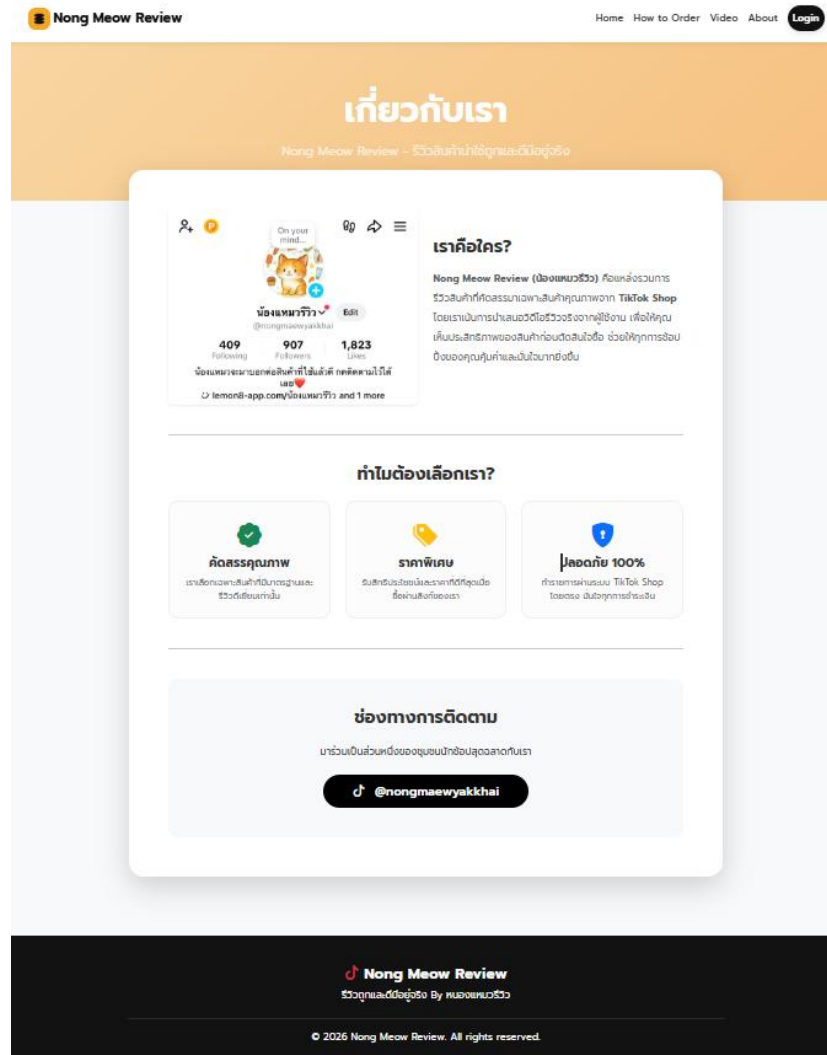 Nong Meow Review
Home How to Order Video About Login
เกี่ยวกับเรา
Nong Meow Review - รีวิวสินค้าน่าใช้ถูกและดีมีอยู่จริง
On your
mind...
น้องแหมวรีวิว Edit
@nongmaewyakkhai
409 907 1,823
Following Followers Likes
น้องแหมวจะมาบอกต่อสินค้าที่ใช้แล้วดี กดติดตามไว้ได้
เลย❤️
lemon8-app.com/น้องแหมวรีวิว and 1 more
เราคือใคร?
Nong Meow Review (น้องแหมวรีวิว) คือแหล่งรวมการ
รีวิวสินค้าที่คัดสรรมาเฉพาะสินค้าคุณภาพจาก TikTok Shop
โดยเราเน้นการนำเสนอวิดีโอรีวิวจริงจากผู้ใช้งาน เพื่อให้คุณ
เห็นประสิทธิภาพของสินค้าก่อนตัดสินใจซื้อ ช่วยให้ทุกการช้อป
ปิ้งของคุณคุ้มค่าและมั่นใจมากยิ่งขึ้น
ทำไมต้องเลือกเรา?
คัดสรรคุณภาพ
เราเลือกเฉพาะสินค้าที่มีมาตรฐานและ
รีวิวดีเยี่ยมเท่านั้น
ราคาพิเศษ
รับสิทธิประโยชน์และราคาที่ดีที่สุดเมื่อ
ซื้อผ่านลิงก์ของเรา
ปลอดภัย 100%
ทำรายการผ่านระบบ TikTok Shop
โดยตรง มั่นใจทุกการชำระเงิน
ช่องทางการติดตาม
มาร่วมเป็นส่วนหนึ่งของชุมชนนักช้อปสุดฉลาดกับเรา
@nongmaewyakkhai
Nong Meow Review
รีวิวถูกและดีมีอยู่จริง By หนองแหมวรีวิว
© 2026 Nong Meow Review. All rights reserved.